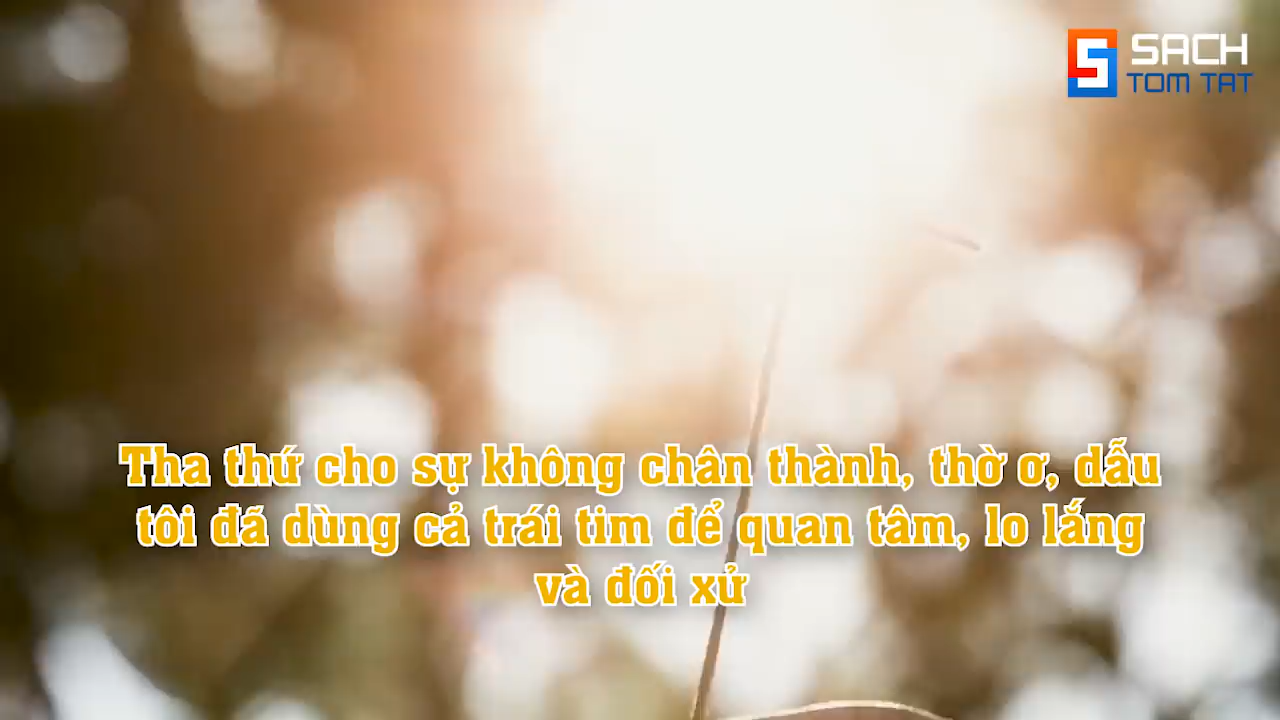 SACH
TOM TAT
Tha thứ cho sự không chân thành, thờ ơ, dẫu
tôi đã dùng cả trái tim để quan tâm, lo lắng
và đối xử